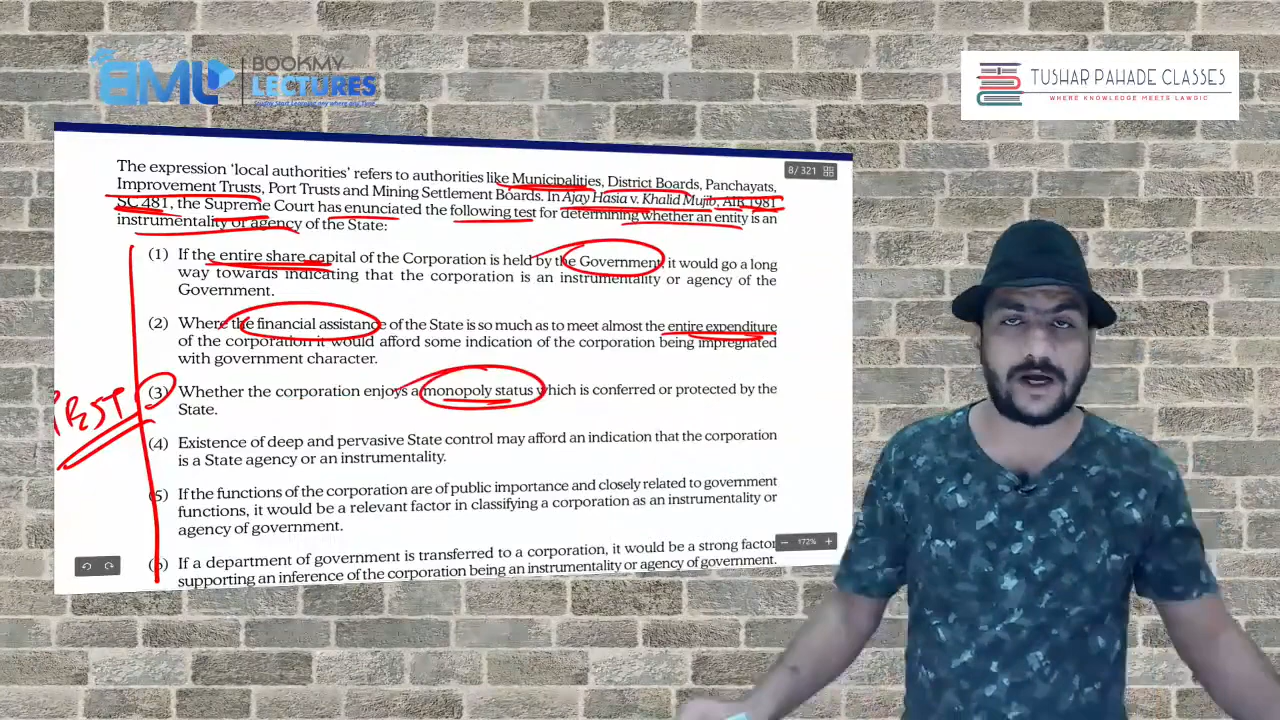 BML
BOOKMY
LECTURES
TUSHAR PAHADE CLASSES
WHERE KNOWLEDGE MEETS LAWGIC
8 / 321
The expression 'local authorities' refers to authorities like Municipalities, District Boards, Panchayats,
Improvement Trusts, Port Trusts and Mining Settlement Boards. In Ajay Hasia v. Khalid Mujib, AIR 1981
SC 481, the Supreme Court has enunciated the following test for determining whether an entity is an
instrumentality or agency of the State:
(1) If the entire share capital of the Corporation is held by the Government, it would go a long
way towards indicating that the corporation is an instrumentality or agency of the
Government.
(2) Where the financial assistance of the State is so much as to meet almost the entire expenditure
of the corporation it would afford some indication of the corporation being impregnated
with government character.
(3) Whether the corporation enjoys a monopoly status which is conferred or protected by the
State.
(4) Existence of deep and pervasive State control may afford an indication that the corporation
is a State agency or an instrumentality.
(5) If the functions of the corporation are of public importance and closely related to government
functions, it would be a relevant factor in classifying a corporation as an instrumentality or
agency of government.
(6) If a department of government is transferred to a corporation, it would be a strong factor
supporting an inference of the corporation being an instrumentality or agency of government.
172%